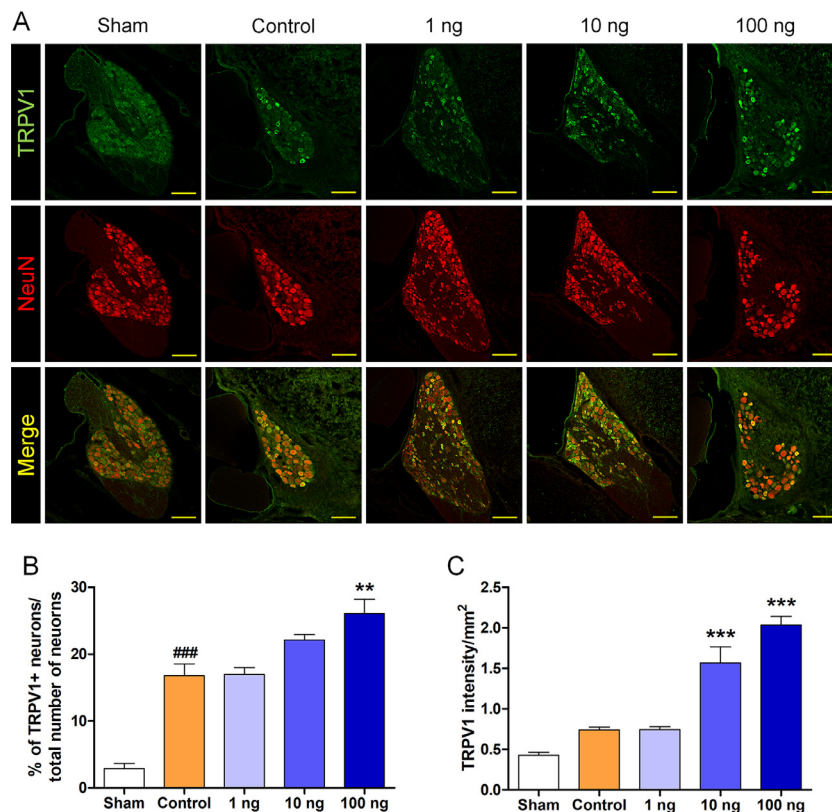 A
Sham
Control
1 ng
10 ng
100 ng
TRPV1
NeuN
Merge
B
% of TRPV1+ neurons/
total number of neuorns
30
20
10
0
###
**
Sham
Control
1 ng
10 ng
100 ng
C
TRPV1 intensity/mm²
2.5
2.0
1.5
1.0
0.5
0.0
***
***
Sham
Control
1 ng
10 ng
100 ng